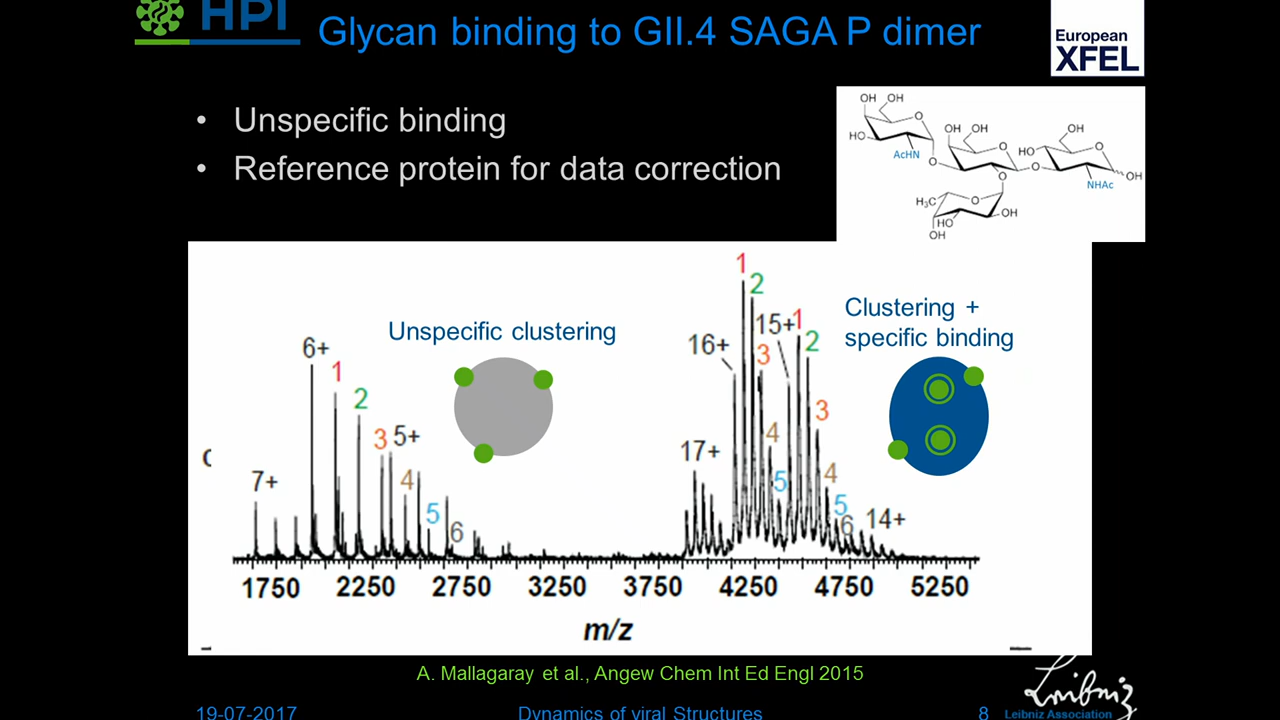 HPI
Glycan binding to GII.4 SAGA P dimer
European
XFEL
• Unspecific binding
• Reference protein for data correction
OH OH
HO
O
AcHN
O
OH OH
O
O
O
OH
HO
O
NHAc
OH
H₃C
O
HO
OH
OH
Unspecific clustering
Clustering +
specific binding
7+
6+
1
2
3
5+
4
5
6
17+
16+
1
2
3
4
5
15+
1
2
3
4
5
6
14+
1750 2250 2750 3250 3750 4250 4750 5250
m/z
A. Mallagaray et al., Angew Chem Int Ed Engl 2015
19-07-2017
Dynamics of viral Structures
8
Leibniz
Leibniz Association